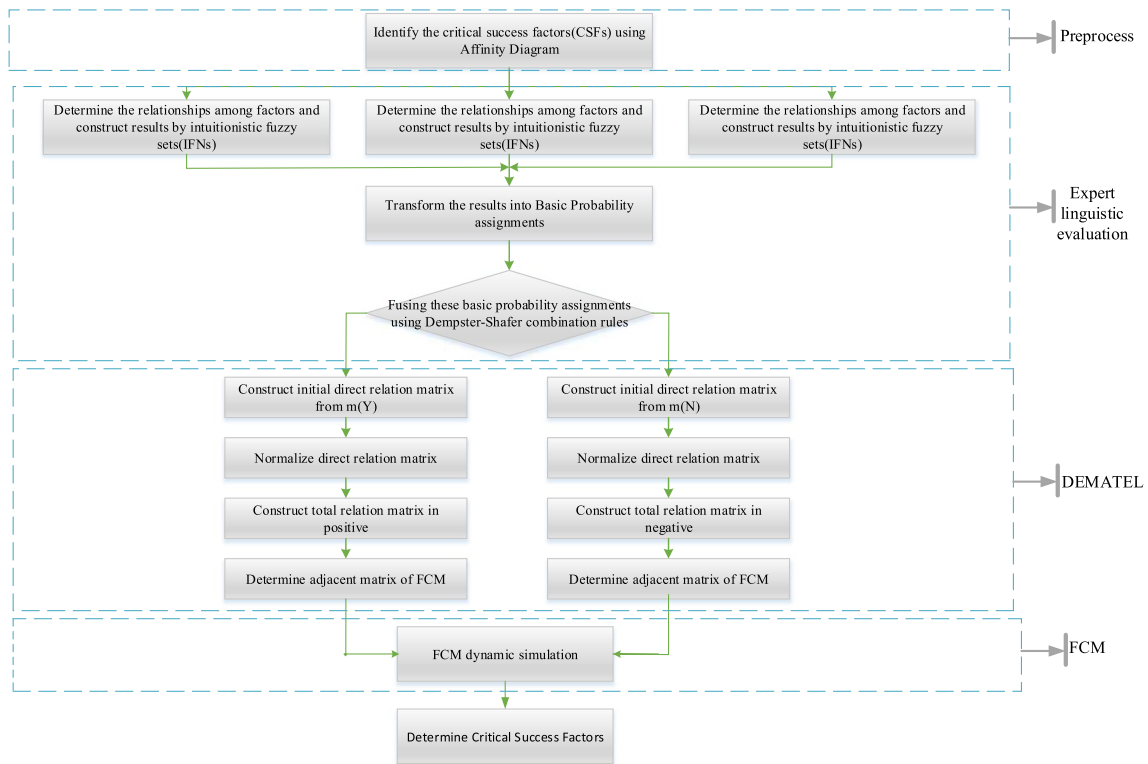 Identify the critical success factors(CSFs) using
Affinity Diagram
Preprocess
Determine the relationships among factors and
construct results by intuitionistic fuzzy
sets(IFNs)
Determine the relationships among factors and
construct results by intuitionistic fuzzy
sets(IFNs)
Determine the relationships among factors and
construct results by intuitionistic fuzzy
sets(IFNs)
Transform the results into Basic Probability
assignments
Expert
linguistic
evaluation
Fusing these basic probability assignments
using Dempster-Shafer combination rules
Construct initial direct relation matrix
from m(Y)
Construct initial direct relation matrix
from m(N)
Normalize direct relation matrix
Normalize direct relation matrix
DEMATEL
Construct total relation matrix in
positive
Construct total relation matrix in
negative
Determine adjacent matrix of FCM
Determine adjacent matrix of FCM
FCM dynamic simulation
FCM
Determine Critical Success Factors